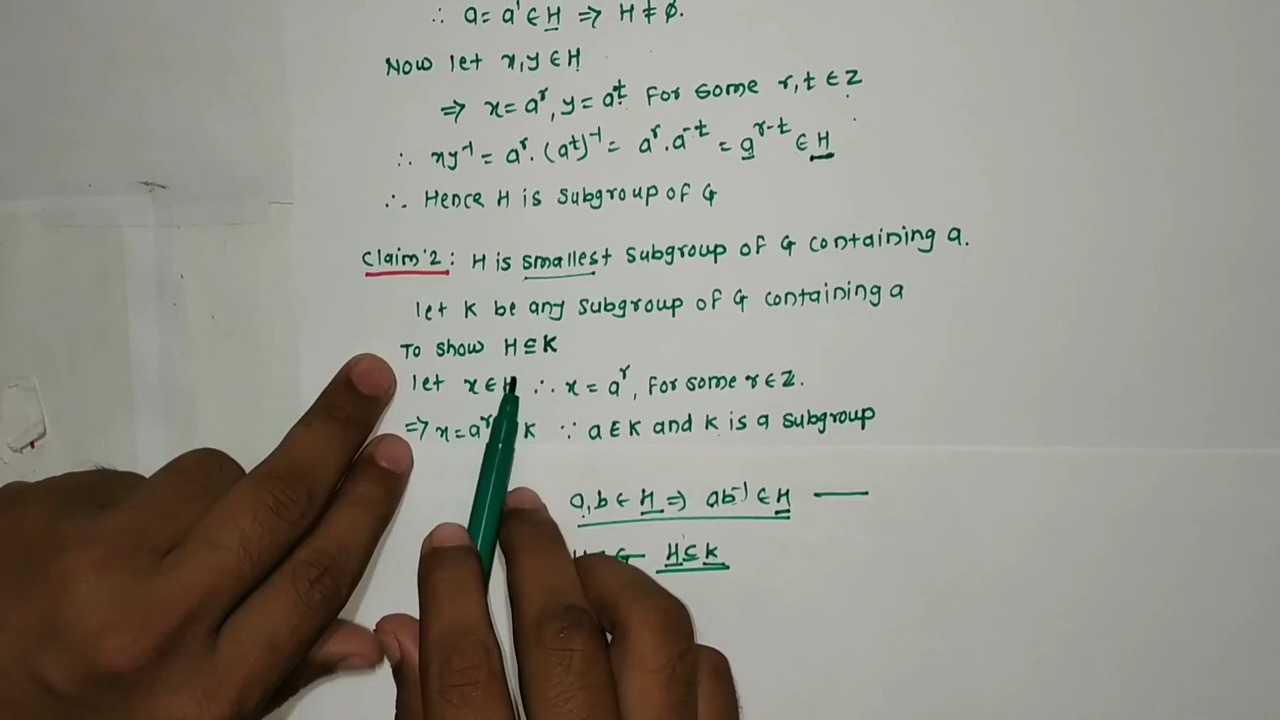 ∴ a = a¹ ∈ H ⇒ H ≠ φ.
Now let x,y ∈ H
⇒ x = aʳ, y = aᵗ For some r, t ∈ Z
∴ xy⁻¹ = aʳ. (aᵗ)⁻¹ = aʳ. a⁻ᵗ = aʳ⁻ᵗ ∈ H
∴ Hence H is Subgroup of G
Claim 2: H is smallest subgroup of G containing a.
let K be any subgroup of G containing a
To show H ⊆ K
let x ∈ H ∴ x = aʳ, For some r ∈ Z.
⇒ x = aʳ K ∵ a ∈ K and K is a subgroup
a,b ∈ H ⇒ ab⁻¹ ∈ H —
G H ⊆ K